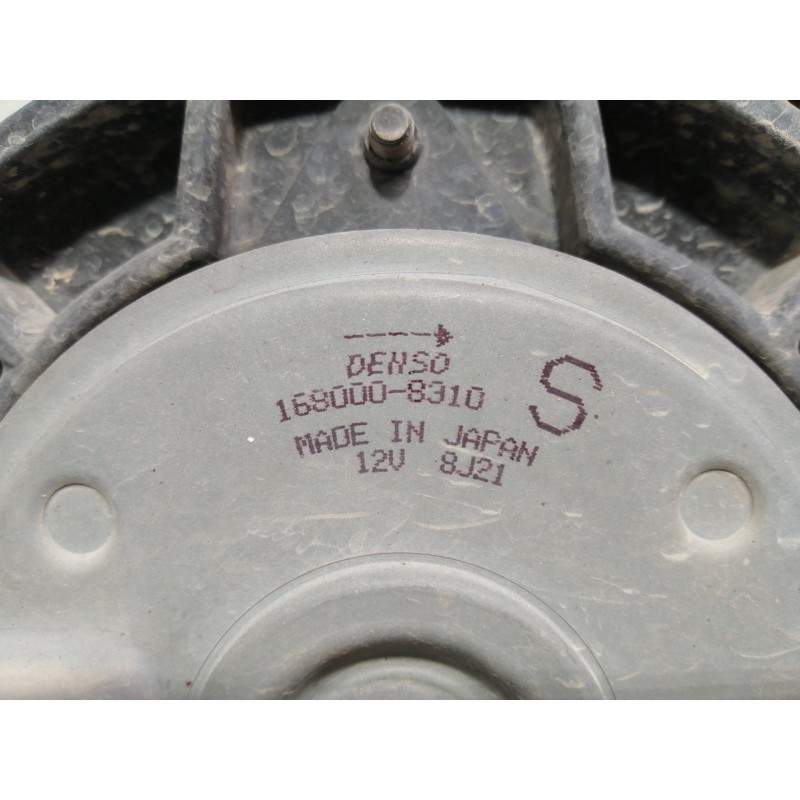 DENSO
168000-8310 S
MADE IN JAPAN
12V 8J21